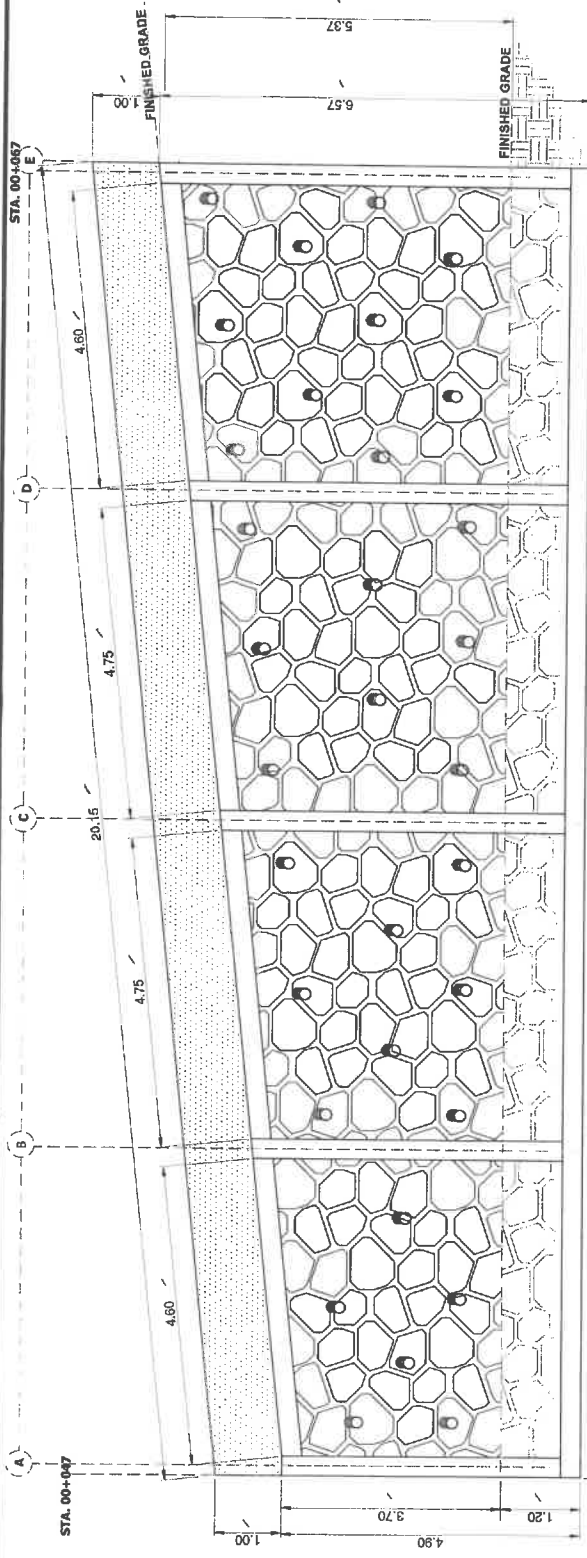 STA. 00+067
E
D
C
B
A
STA. 00+047
20.15
4.60
4.75
4.75
4.60
1.00
FINISHED GRADE
5.37
6.57
FINISHED GRADE
1.00
3.70
4.90
1.20